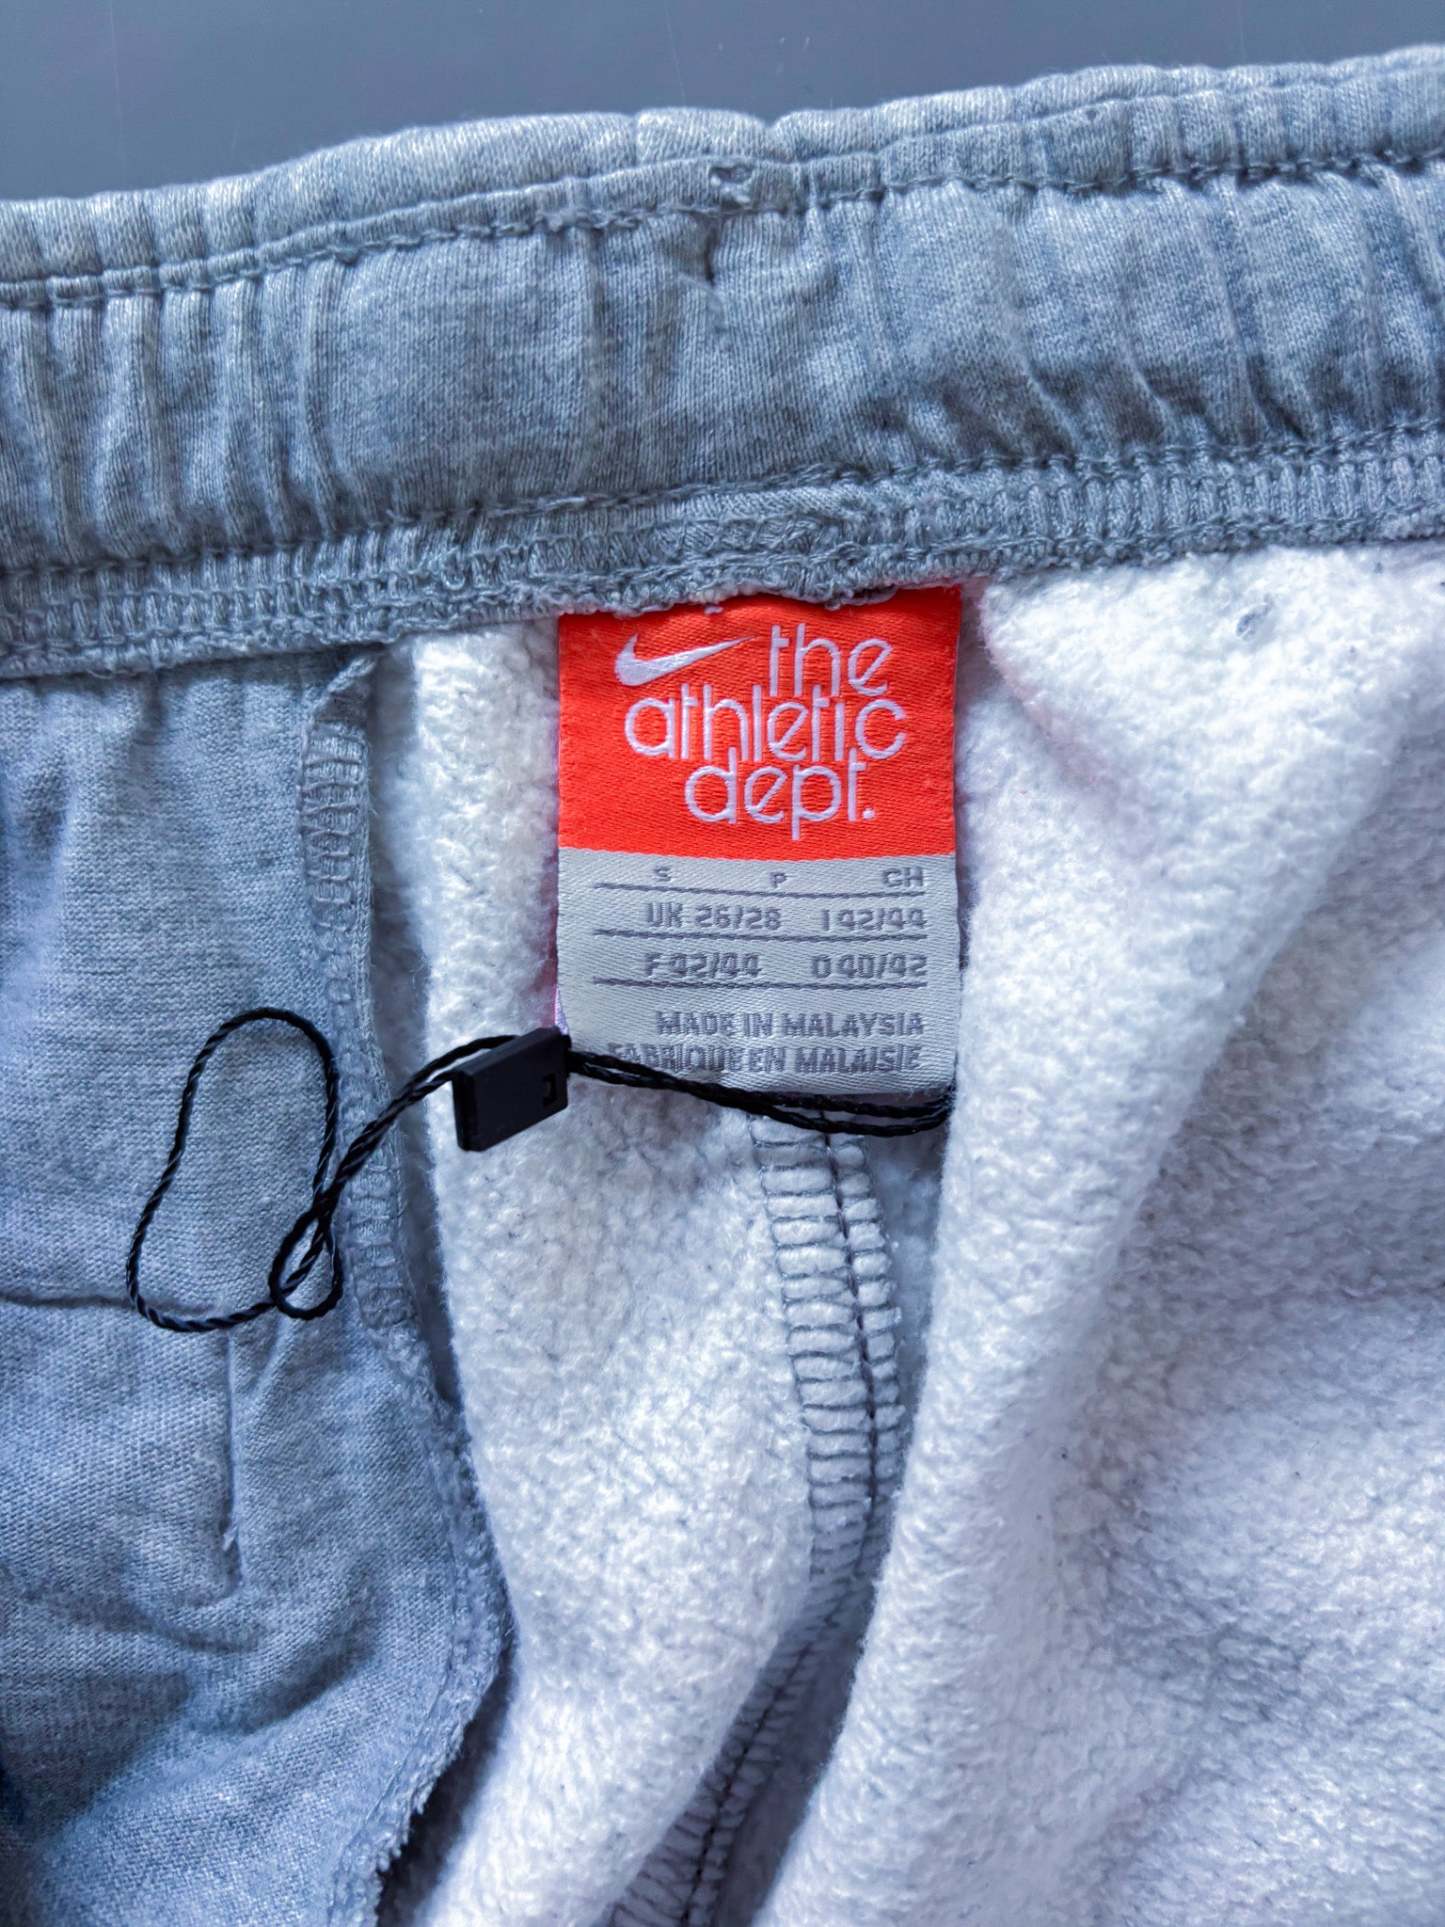 the
athletic
dept.
S P CH
UK 26/28 I 42/44
F 42/44 D 40/42
MADE IN MALAYSIA
FABRIQUE EN MALAISIE